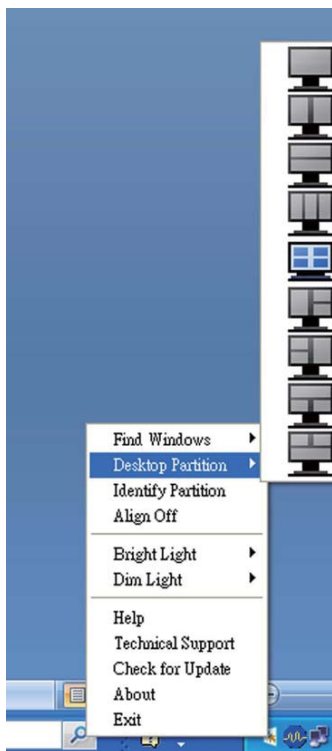 Find Windows
Desktop Partition
Identify Partition
Align Off
Bright Light
Dim Light
Help
Technical Support
Check for Update
About
Exit